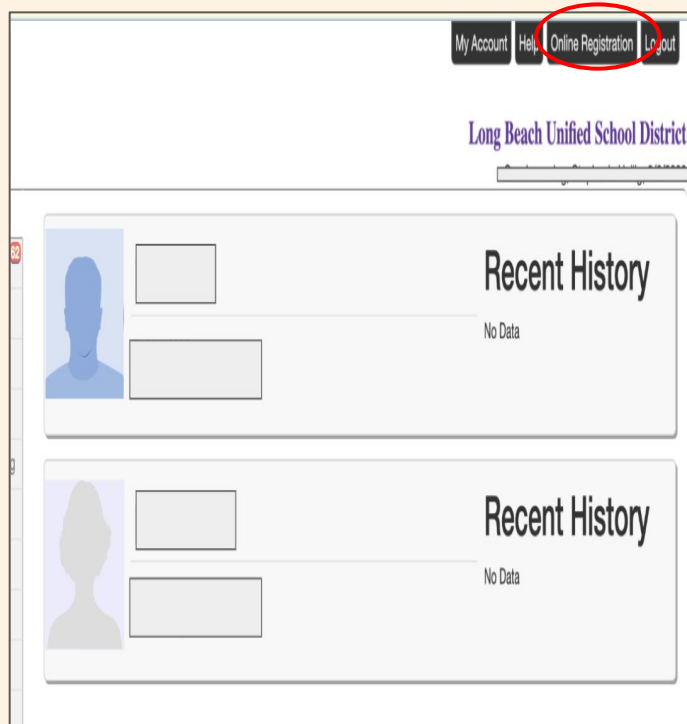 My Account Help Online Registration Logout
Long Beach Unified School District
62
Recent History
No Data
g
Recent History
No Data